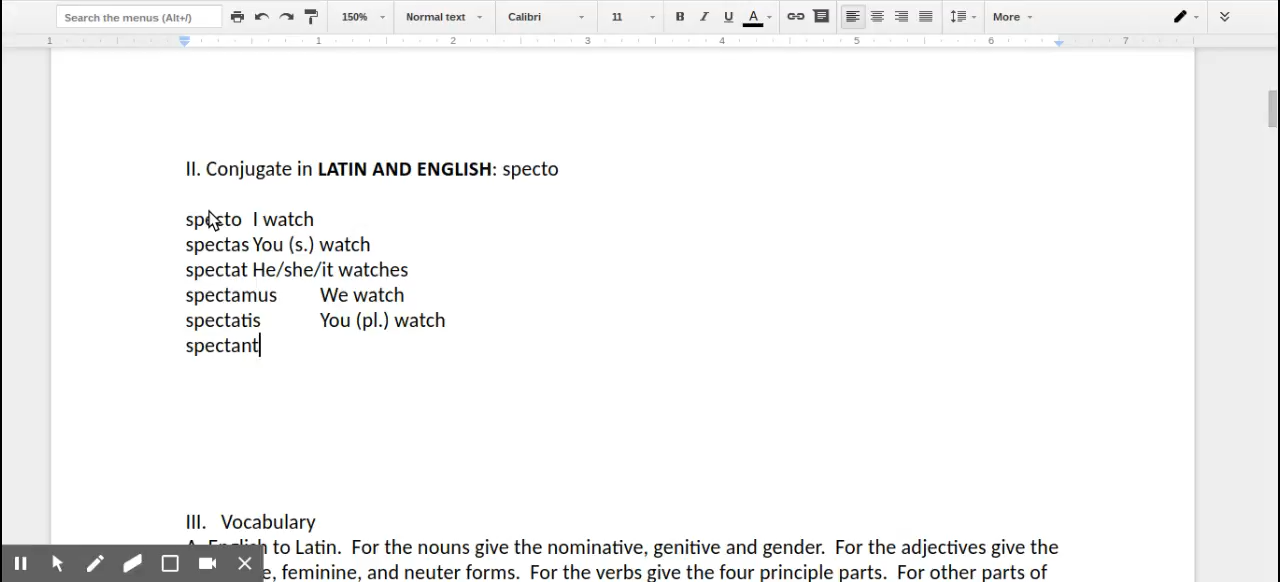 Search the menus (Alt+/) 150% Normal text Calibri 11 B I U A More
1 1 2 3 4 5 6 7
II. Conjugate in LATIN AND ENGLISH: specto
specto I watch
spectas You (s.) watch
spectat He/she/it watches
spectamus We watch
spectatis You (pl.) watch
spectant
III. Vocabulary
A. English to Latin. For the nouns give the nominative, genitive and gender. For the adjectives give the
feminine, and neuter forms. For the verbs give the four principle parts. For other parts of